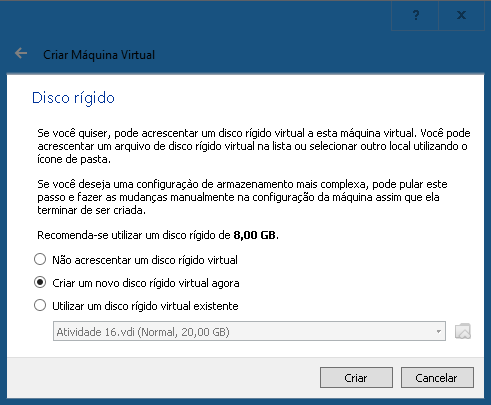 ?
x
Criar Máquina Virtual
Disco rígido
Se você quiser, pode acrescentar um disco rígido virtual a esta máquina virtual. Você pode
acrescentar um arquivo de disco rígido virtual na lista ou selecionar outro local utilizando o
ícone de pasta.
Se você deseja uma configuraçào de armazenamento mais complexa, pode pular este
passo e fazer as mudanças manualmente na configuração da máquina assim que ela
terminar de ser criada.
Recomenda-se utilizar um disco rígido de 8,00 GB.
Não acrescentar um disco rígido virtual
Criar um novo disco rígido virtual agora
Utilizar um disco rígido virtual existente
Atividade 16.vdi (Normal, 20,00 GB)
Criar
Cancelar